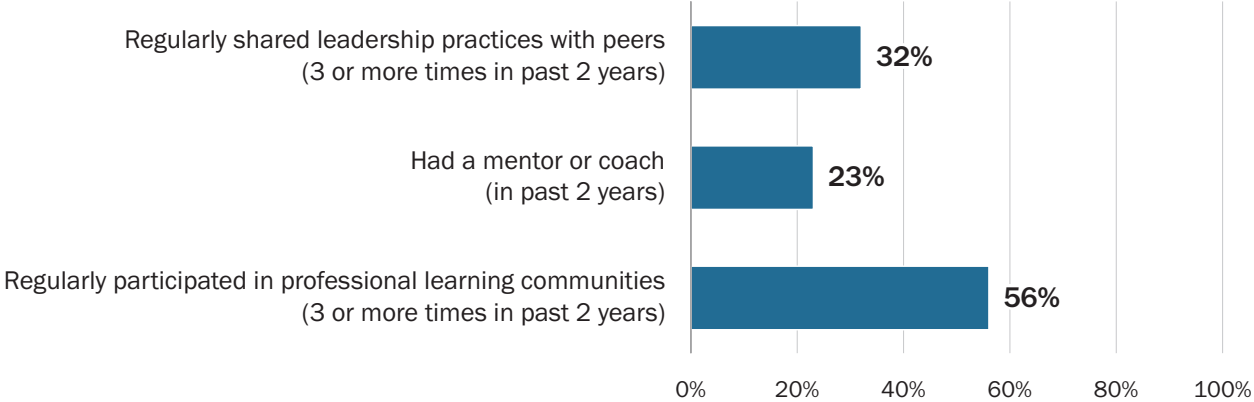 Regularly shared leadership practices with peers
(3 or more times in past 2 years)
32%
Had a mentor or coach
(in past 2 years)
23%
Regularly participated in professional learning communities
(3 or more times in past 2 years)
56%
0% 20% 40% 60% 80% 100%